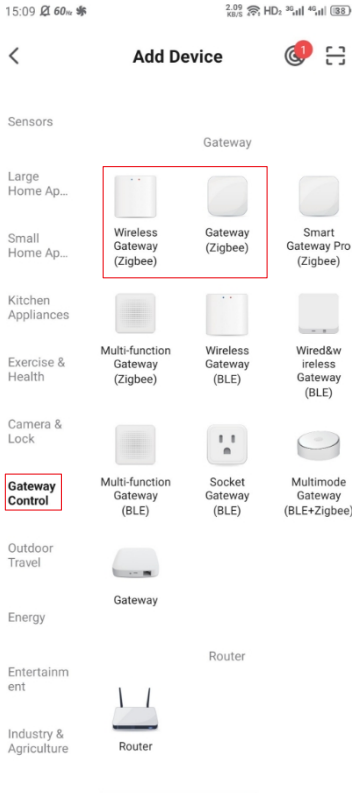 15:09 60Hz 2.09 KB/S HD₂ 3G 4G 38
Add Device
1
Sensors
Large
Home Ap...
Small
Home Ap...
Kitchen
Appliances
Exercise &
Health
Camera &
Lock
Gateway
Control
Outdoor
Travel
Energy
Entertainm
ent
Industry &
Agriculture
Gateway
Wireless
Gateway
(Zigbee)
Gateway
(Zigbee)
Smart
Gateway Pro
(Zigbee)
Multi-function
Gateway
(Zigbee)
Wireless
Gateway
(BLE)
Wired&w
ireless
Gateway
(BLE)
Multi-function
Gateway
(BLE)
Socket
Gateway
(BLE)
Multimode
Gateway
(BLE+Zigbee)
Gateway
Router
Router